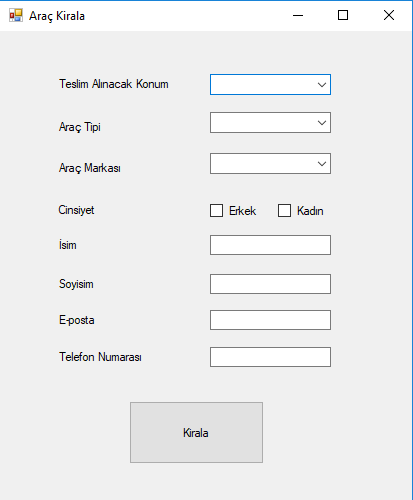 Araç Kirala
Teslim Alınacak Konum
Araç Tipi
Araç Markası
Cinsiyet Erkek Kadın
İsim
Soyisim
E-posta
Telefon Numarası
Kirala